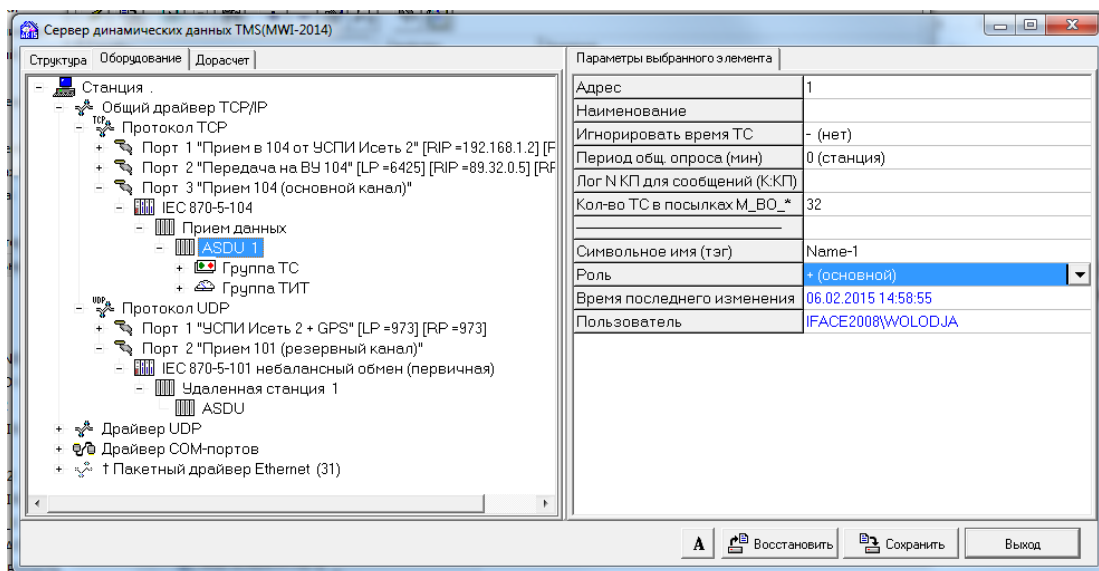 Сервер динамических данных TMS(MWI-2014)
Структура Оборудование Дорасчет
Станция .
Общий драйвер TCP/IP
TCP Протокол TCP
Порт 1 "Прием в 104 от УСПИ Исеть 2" [RIP =192.168.1.2] [F
Порт 2 "Передача на ВУ 104" [LP =6425] [RIP =89.32.0.5] [RF
Порт 3 "Прием 104 (основной канал)"
IEC 870-5-104
Прием данных
ASDU 1
Группа ТС
Группа ТИТ
UDP Протокол UDP
Порт 1 "УСПИ Исеть 2 + GPS" [LP =973] [RP =973]
Порт 2 "Прием 101 (резервный канал)"
IEC 870-5-101 небалансный обмен (первичная)
Удаленная станция 1
ASDU
Драйвер UDP
Драйвер COM-портов
† Пакетный драйвер Ethernet (31)
Параметры выбранного элемента
Адрес 1
Наименование
Игнорировать время ТС - (нет)
Период общ. опроса (мин) 0 (станция)
Лог N КП для сообщений (К:КП)
Кол-во ТС в посылках M_BO_* 32
Символьное имя (тэг) Name-1
Роль + (основной)
Время последнего изменения 06.02.2015 14:58:55
Пользователь IFACE2008\WOLODJA
A Восстановить Сохранить Выход